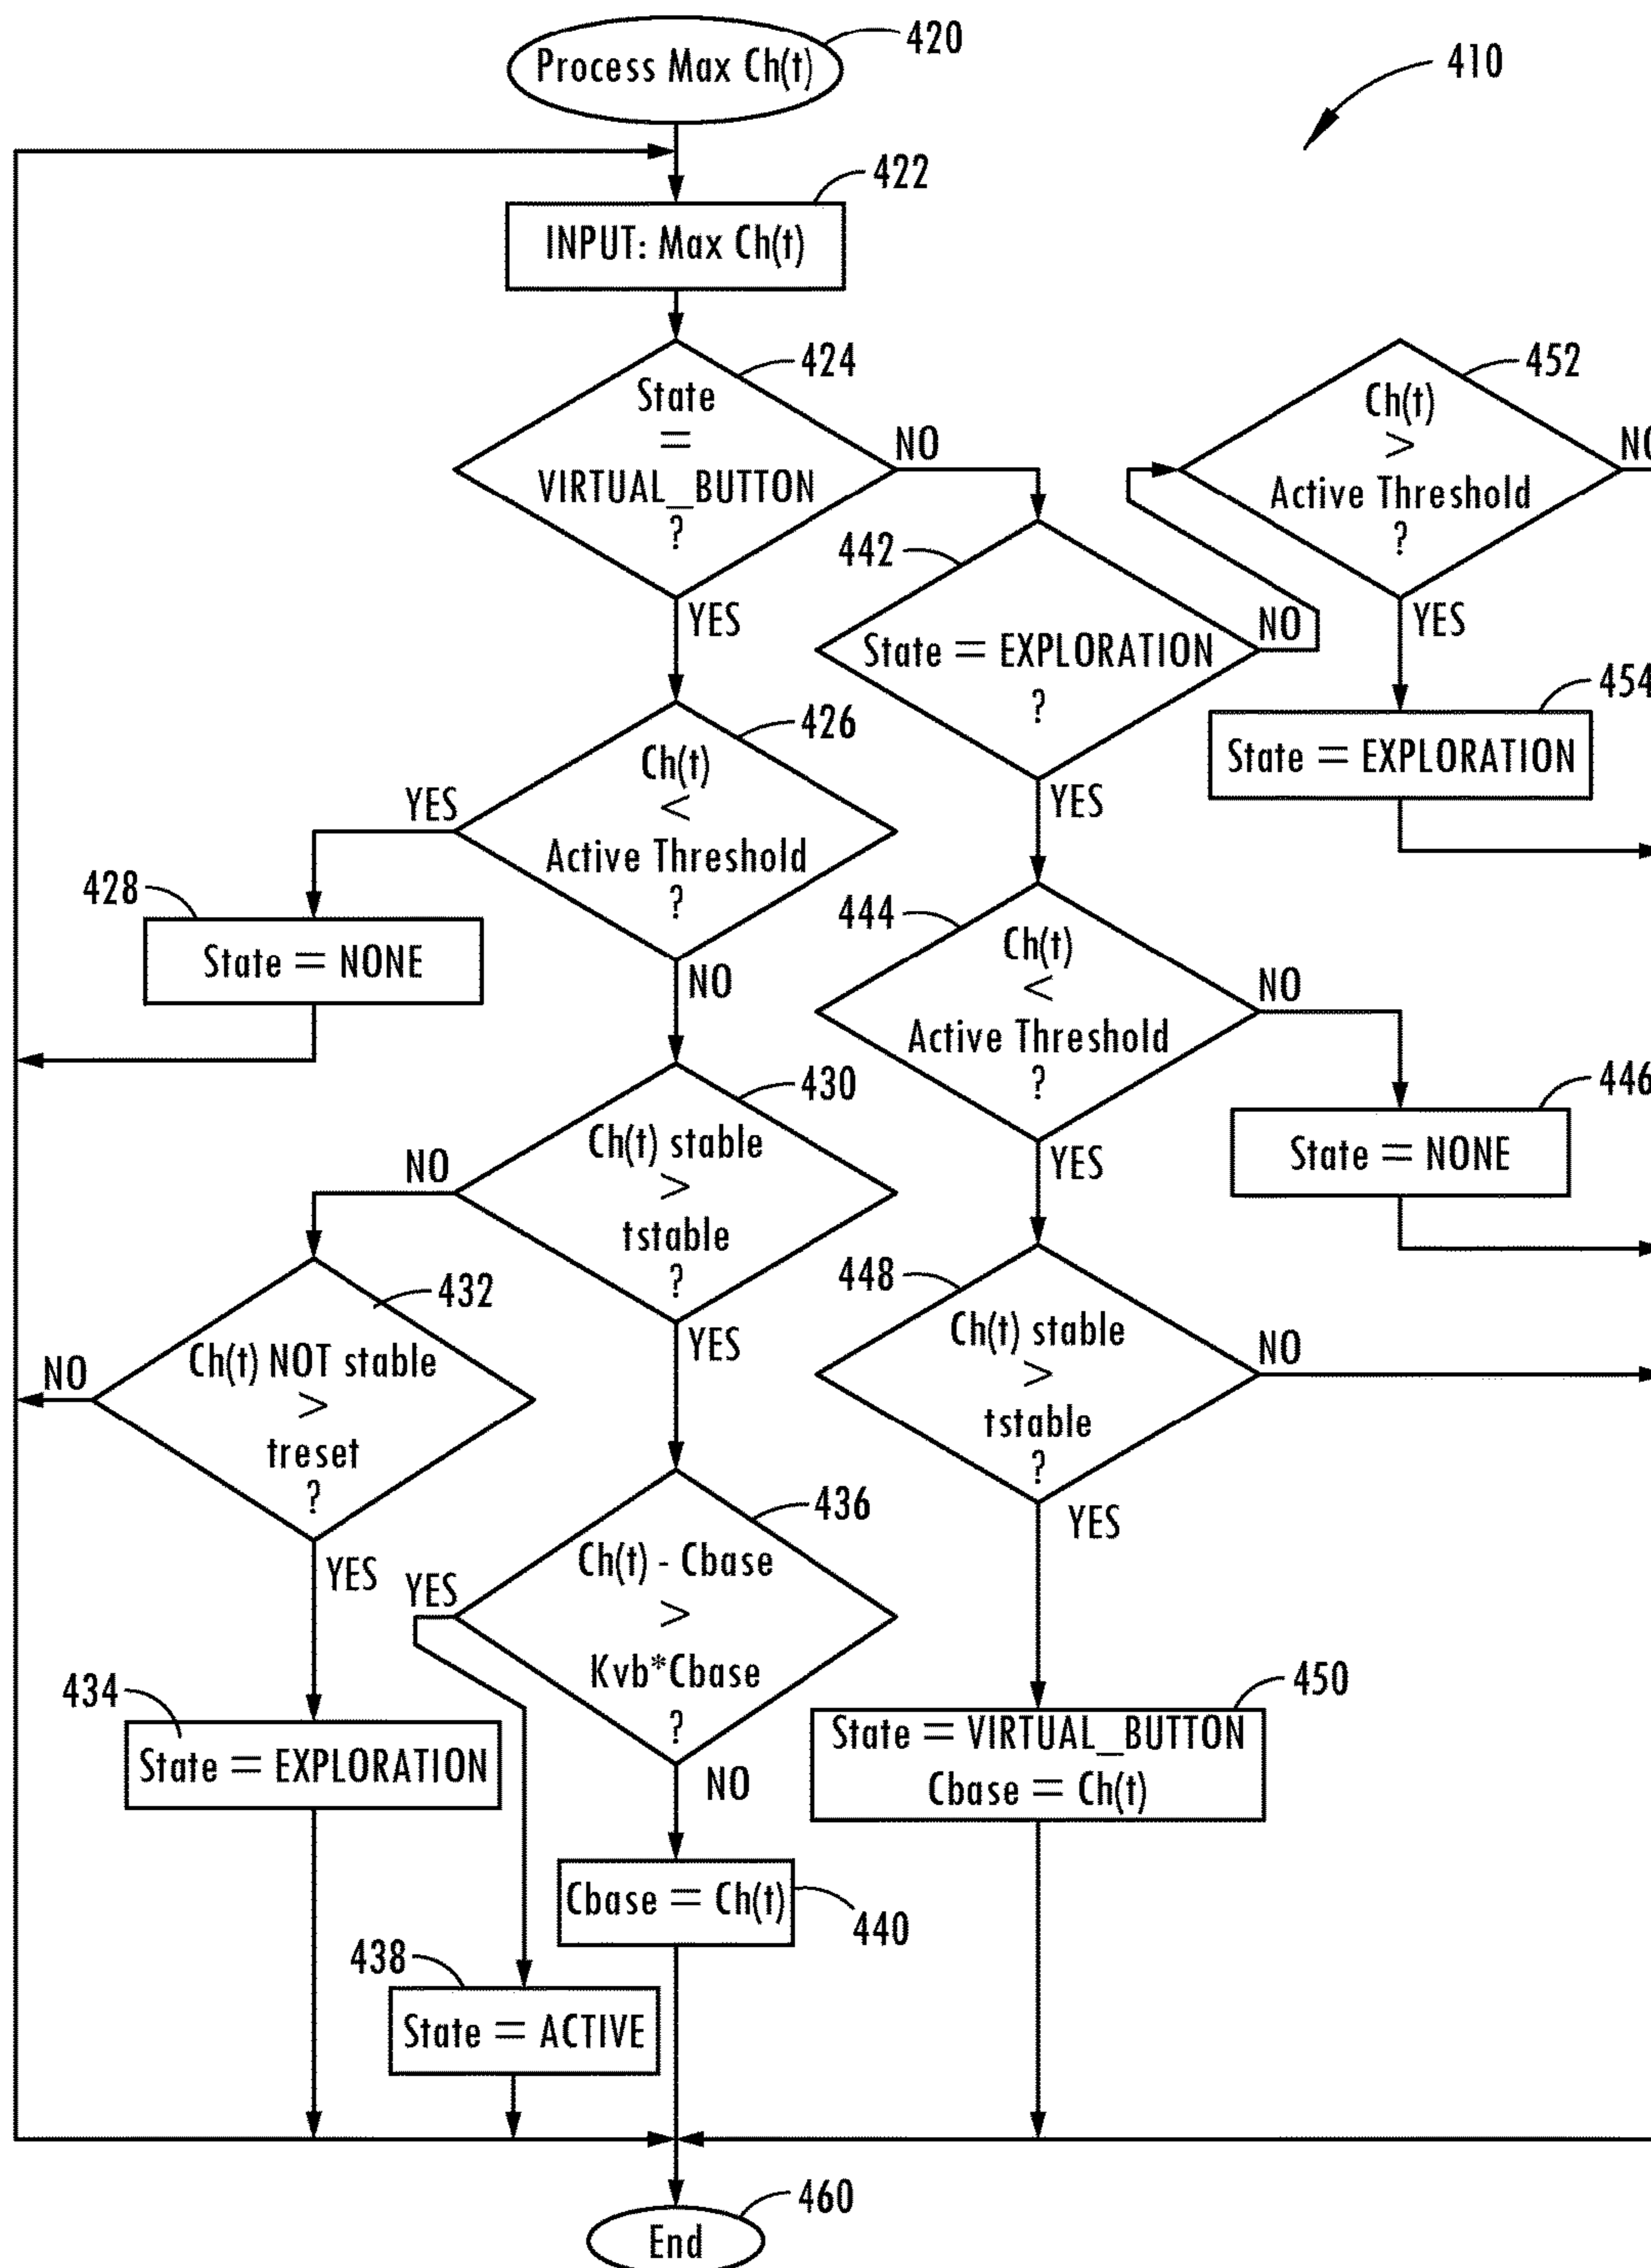 Process Max Ch(t)
420
410
INPUT: Max Ch(t)
422
State
=
VIRTUAL_BUTTON
?
424
NO
YES
Ch(t)
>
Active Threshold
?
452
NO
YES
State = EXPLORATION
?
442
NO
YES
State = EXPLORATION
454
Ch(t)
<
Active Threshold
?
426
YES
NO
State = NONE
428
Ch(t)
<
Active Threshold
?
444
NO
YES
State = NONE
446
Ch(t) stable
>
tstable
?
430
NO
YES
Ch(t) NOT stable
>
treset
?
432
NO
YES
Ch(t) stable
>
tstable
?
448
NO
YES
Ch(t) - Cbase
>
Kvb*Cbase
?
436
YES
NO
State = EXPLORATION
434
State = VIRTUAL_BUTTON
Cbase = Ch(t)
450
Cbase = Ch(t)
440
State = ACTIVE
438
End
460